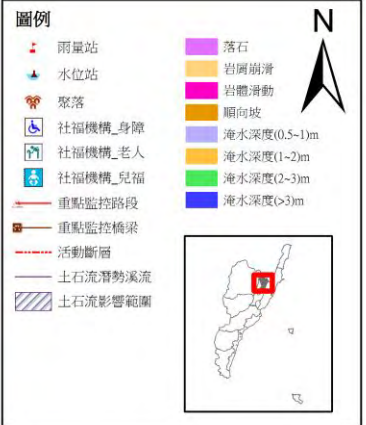 圖例
N
雨量站
水位站
聚落
社福機構_身障
社福機構_老人
社福機構_兒福
重點監控路段
重點監控橋梁
活動斷層
土石流潛勢溪流
土石流影響範圍
落石
岩屑崩滑
岩體滑動
順向坡
淹水深度(0.5~1)m
淹水深度(1~2)m
淹水深度(2~3)m
淹水深度(>3)m